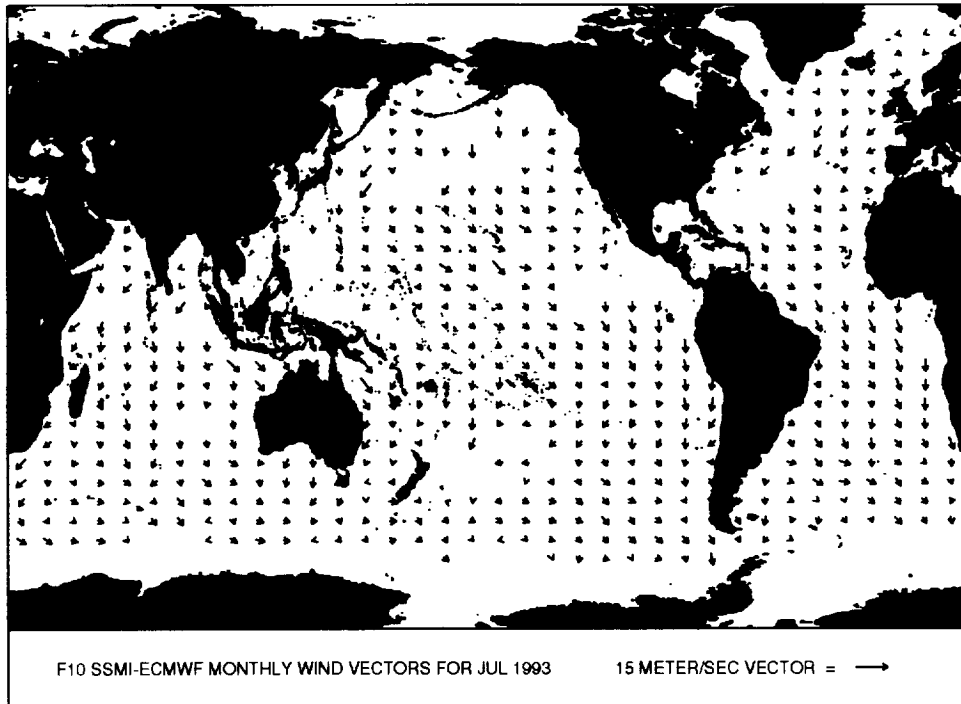 F10 SSMI-ECMWF MONTHLY WIND VECTORS FOR JUL 1993 15 METER/SEC VECTOR =